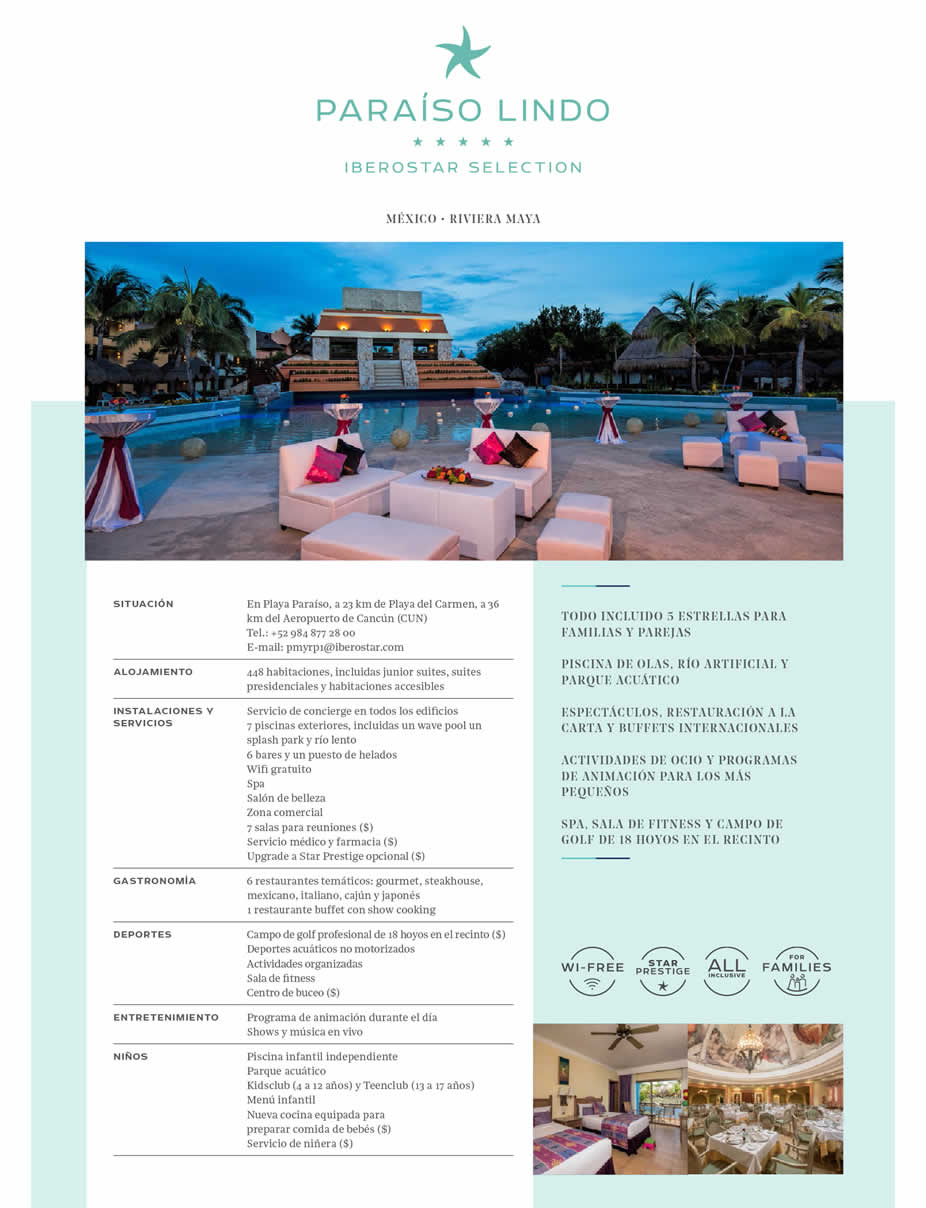 PARAÍSO LINDO
IBEROSTAR SELECTION
MÉXICO • RIVIERA MAYA
SITUACIÓN
En Playa Paraíso, a 23 km de Playa del Carmen, a 36
km del Aeropuerto de Cancún (CUN)
Tel.: +52 984 877 28 00
E-mail: pmyrp1@iberostar.com
ALOJAMIENTO
448 habitaciones, incluidas junior suites, suites
presidenciales y habitaciones accesibles
INSTALACIONES Y
SERVICIOS
Servicio de concierge en todos los edificios
7 piscinas exteriores, incluidas un wave pool un
splash park y río lento
6 bares y un puesto de helados
Wifi gratuito
Spa
Salón de belleza
Zona comercial
7 salas para reuniones ($)
Servicio médico y farmacia ($)
Upgrade a Star Prestige opcional ($)
GASTRONOMÍA
6 restaurantes temáticos: gourmet, steakhouse,
mexicano, italiano, cajún y japonés
1 restaurante buffet con show cooking
DEPORTES
Campo de golf profesional de 18 hoyos en el recinto ($)
Deportes acuáticos no motorizados
Actividades organizadas
Sala de fitness
Centro de buceo ($)
ENTRETENIMIENTO
Programa de animación durante el día
Shows y música en vivo
NIÑOS
Piscina infantil independiente
Parque acuático
Kidsclub (4 a 12 años) y Teenclub (13 a 17 años)
Menú infantil
Nueva cocina equipada para
preparar comida de bebés ($)
Servicio de niñera ($)
TODO INCLUIDO 5 ESTRELLAS PARA
FAMILIAS Y PAREJAS
PISCINA DE OLAS, RÍO ARTIFICIAL Y
PARQUE ACUÁTICO
ESPECTÁCULOS, RESTAURACIÓN A LA
CARTA Y BUFFETS INTERNACIONALES
ACTIVIDADES DE OCIO Y PROGRAMAS
DE ANIMACIÓN PARA LOS MÁS
PEQUEÑOS
SPA, SALA DE FITNESS Y CAMPO DE
GOLF DE 18 HOYOS EN EL RECINTO
WI-FREE
STAR
PRESTIGE
ALL
INCLUSIVE
FOR
FAMILIES